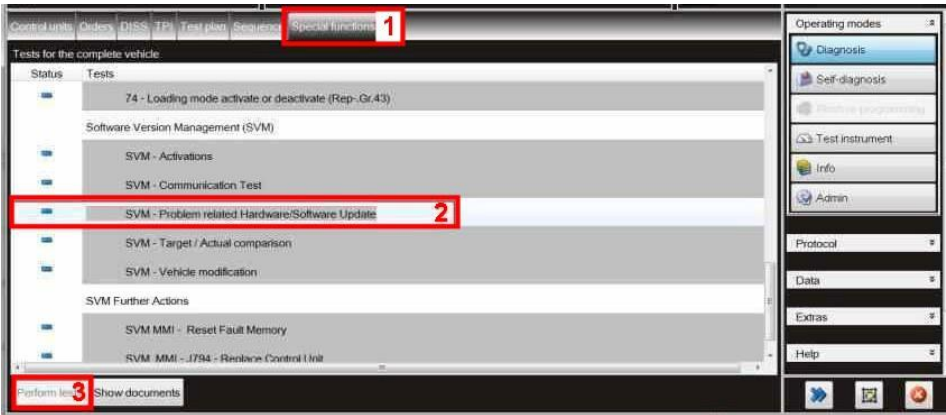 Control units Orders DISS TPI Test plan Sequence Special functions 1
Operating modes
Tests for the complete vehicle
Diagnosis
Status Tests
Self-diagnosis
74 - Loading mode activate or deactivate (Rep-.Gr.43)
Software Version Management (SVM)
Test instrument
SVM - Activations
Info
SVM - Communication Test
Admin
SVM - Problem related Hardware/Software Update 2
SVM - Target / Actual comparison
Protocol
SVM - Vehicle modification
Data
SVM Further Actions
Extras
SVM MMI - Reset Fault Memory
SVM MMI - J794 - Replace Control Unit
Help
Perform 3 Show documents